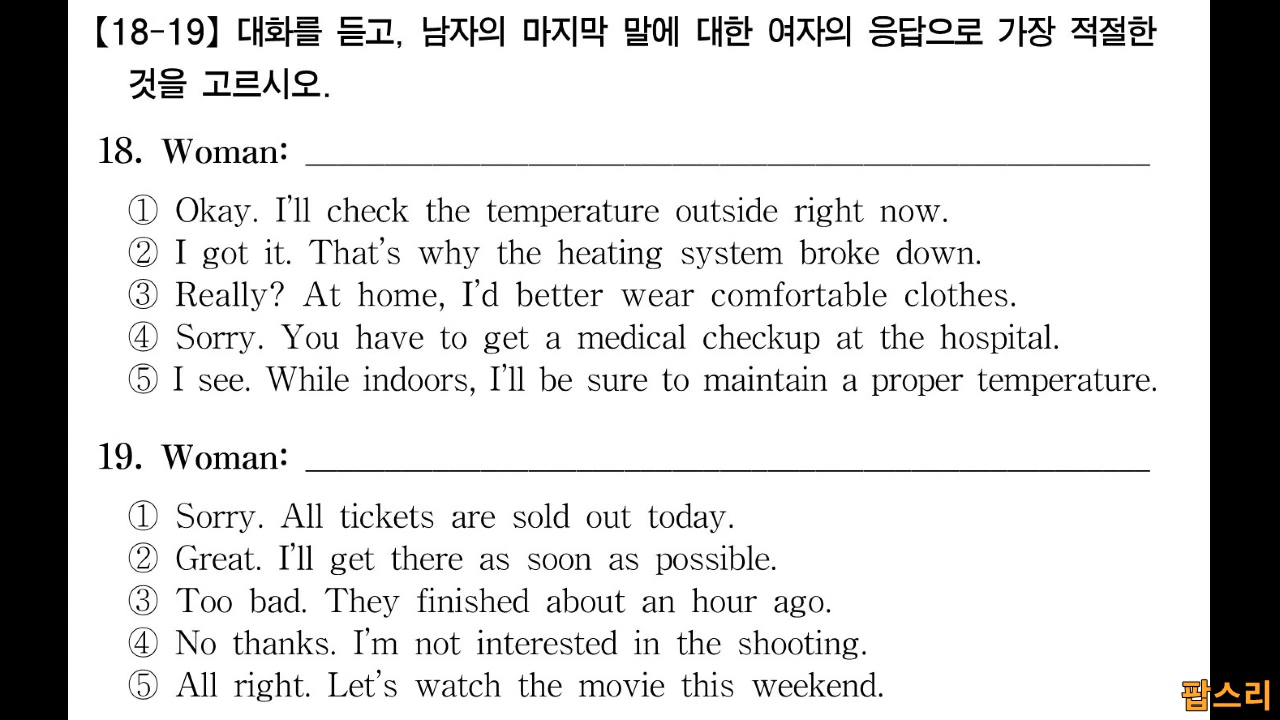 【18-19】 대화를 듣고, 남자의 마지막 말에 대한 여자의 응답으로 가장 적절한
것을 고르시오.
18. Woman: ____________________
① Okay. I’ll check the temperature outside right now.
② I got it. That’s why the heating system broke down.
③ Really? At home, I’d better wear comfortable clothes.
④ Sorry. You have to get a medical checkup at the hospital.
⑤ I see. While indoors, I’ll be sure to maintain a proper temperature.
19. Woman: ____________________
① Sorry. All tickets are sold out today.
② Great. I’ll get there as soon as possible.
③ Too bad. They finished about an hour ago.
④ No thanks. I’m not interested in the shooting.
⑤ All right. Let’s watch the movie this weekend.
팝스리